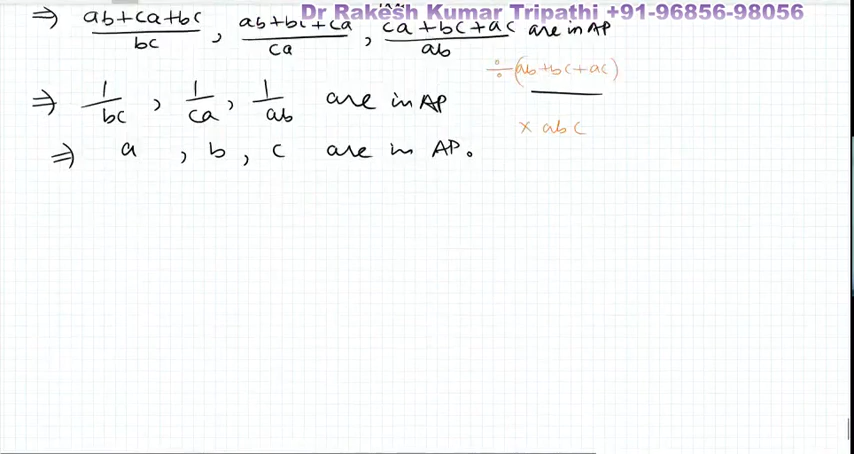 Dr Rakesh Kumar Tripathi +91-96856-98056
⇒ (ab+ca+bc)/bc , (ab+bc+ca)/ca , (ca+bc+ac)/ab are in AP
÷ (ab+bc+ac)
⇒ 1/bc , 1/ca , 1/ab are in AP
× abc
⇒ a , b , c are in AP.